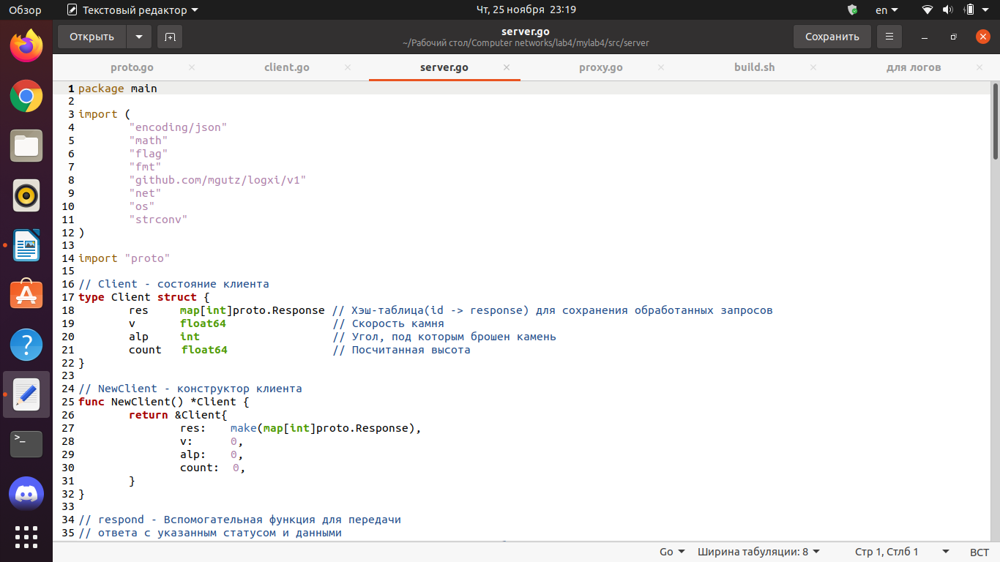 Обзор Текстовый редактор Чт, 25 ноября 23:19 en
Открыть server.go Сохранить
~/Рабочий стол/Computer networks/lab4/mylab4/src/server
proto.go client.go server.go proxy.go build.sh для логов
1 package main
2
3 import (
4 "encoding/json"
5 "math"
6 "flag"
7 "fmt"
8 "github.com/mgutz/logxi/v1"
9 "net"
10 "os"
11 "strconv"
12 )
13
14 import "proto"
15
16 // Client - состояние клиента
17 type Client struct {
18 res map[int]proto.Response // Хэш-таблица(id -> response) для сохранения обработанных запросов
19 v float64 // Скорость камня
20 alp int // Угол, под которым брошен камень
21 count float64 // Посчитанная высота
22 }
23
24 // NewClient - конструктор клиента
25 func NewClient() *Client {
26 return &Client{
27 res: make(map[int]proto.Response),
28 v: 0,
29 alp: 0,
30 count: 0,
31 }
32 }
33
34 // respond - Вспомогательная функция для передачи
35 // ответа с указанным статусом и данными
Go Ширина табуляции: 8 Стр 1, Стлб 1 ВСТ